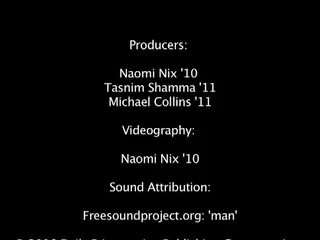 Producers:
Naomi Nix '10
Tasnim Shamma '11
Michael Collins '11
Videography:
Naomi Nix '10
Sound Attribution:
Freesoundproject.org: 'man'